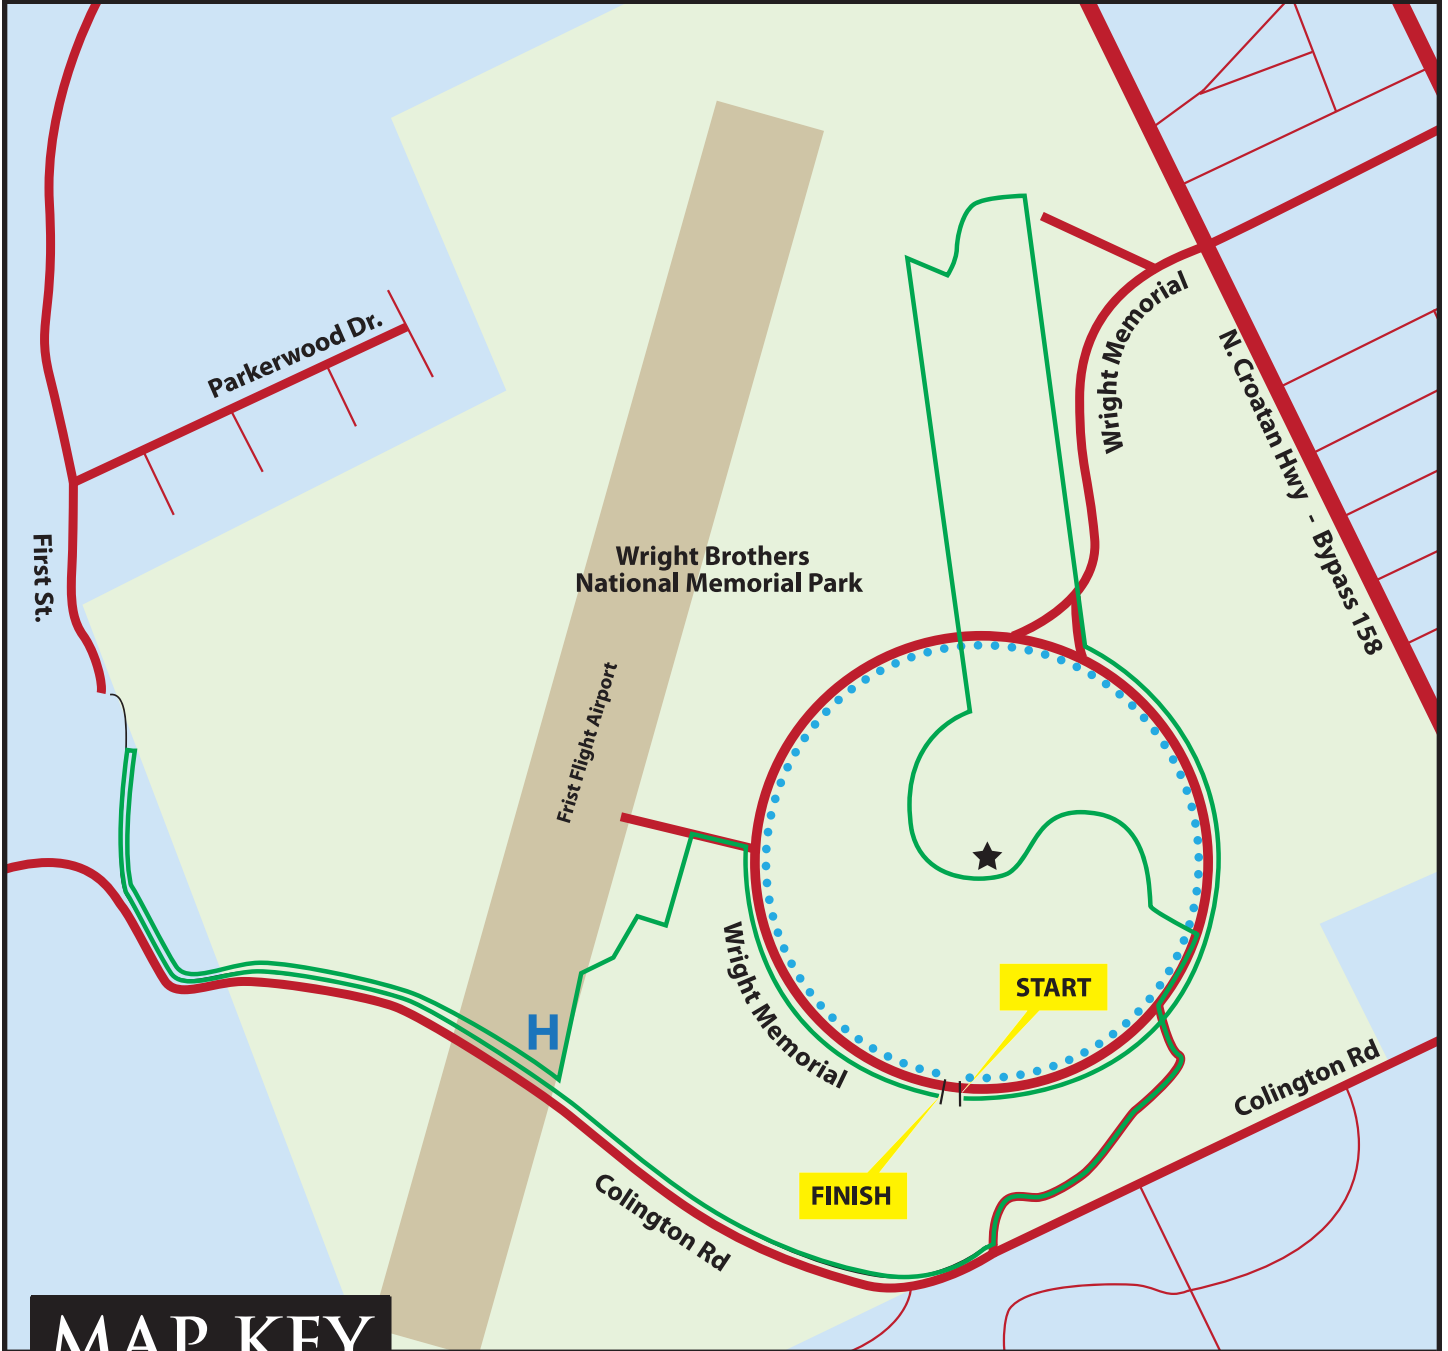 Parkerwood Dr.
Wright Memorial
N. Croatan Hwy - Bypass 158
First St.
Wright Brothers
National Memorial Park
Frist Flight Airport
Wright Memorial
START
H
Colington Rd
FINISH
Colington Rd
MAP KEY